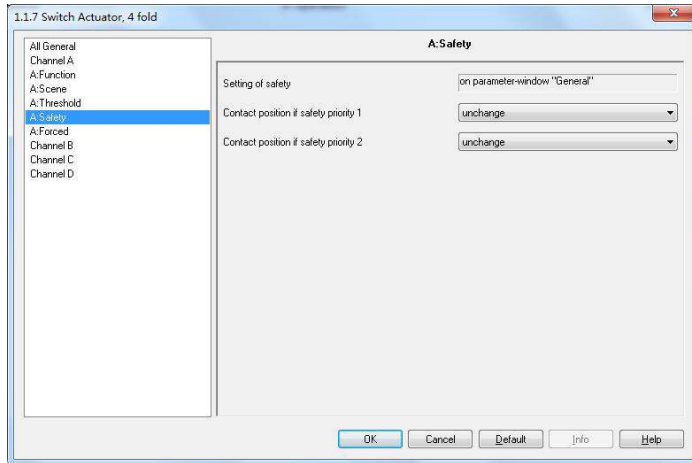 1.1.7 Switch Actuator, 4 fold
All General
Channel A
A:Function
A:Scene
A:Threshold
A:Safety
A:Forced
Channel B
Channel C
Channel D
A:Safety
Setting of safety
on parameter-window "General"
Contact position if safety priority 1
unchange
Contact position if safety priority 2
unchange
OK Cancel Default Info Help